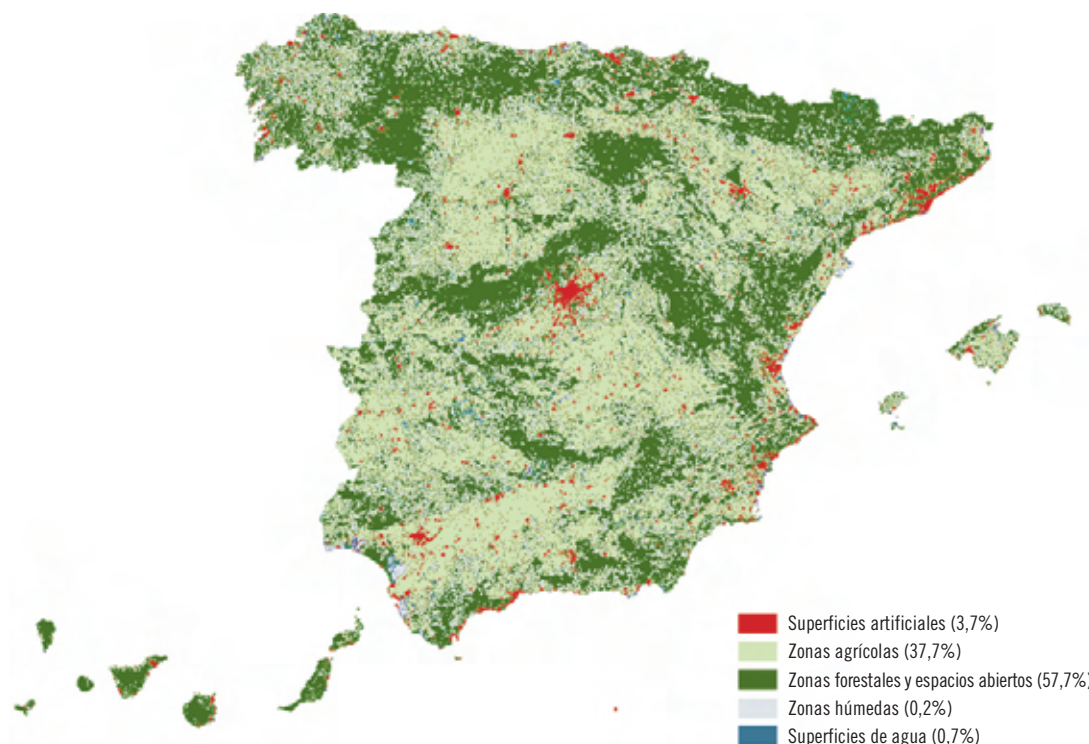 Superficies artificiales (3,7%)
Zonas agrícolas (37,7%)
Zonas forestales y espacios abiertos (57,7%)
Zonas húmedas (0,2%)
Superficies de agua (0,7%)